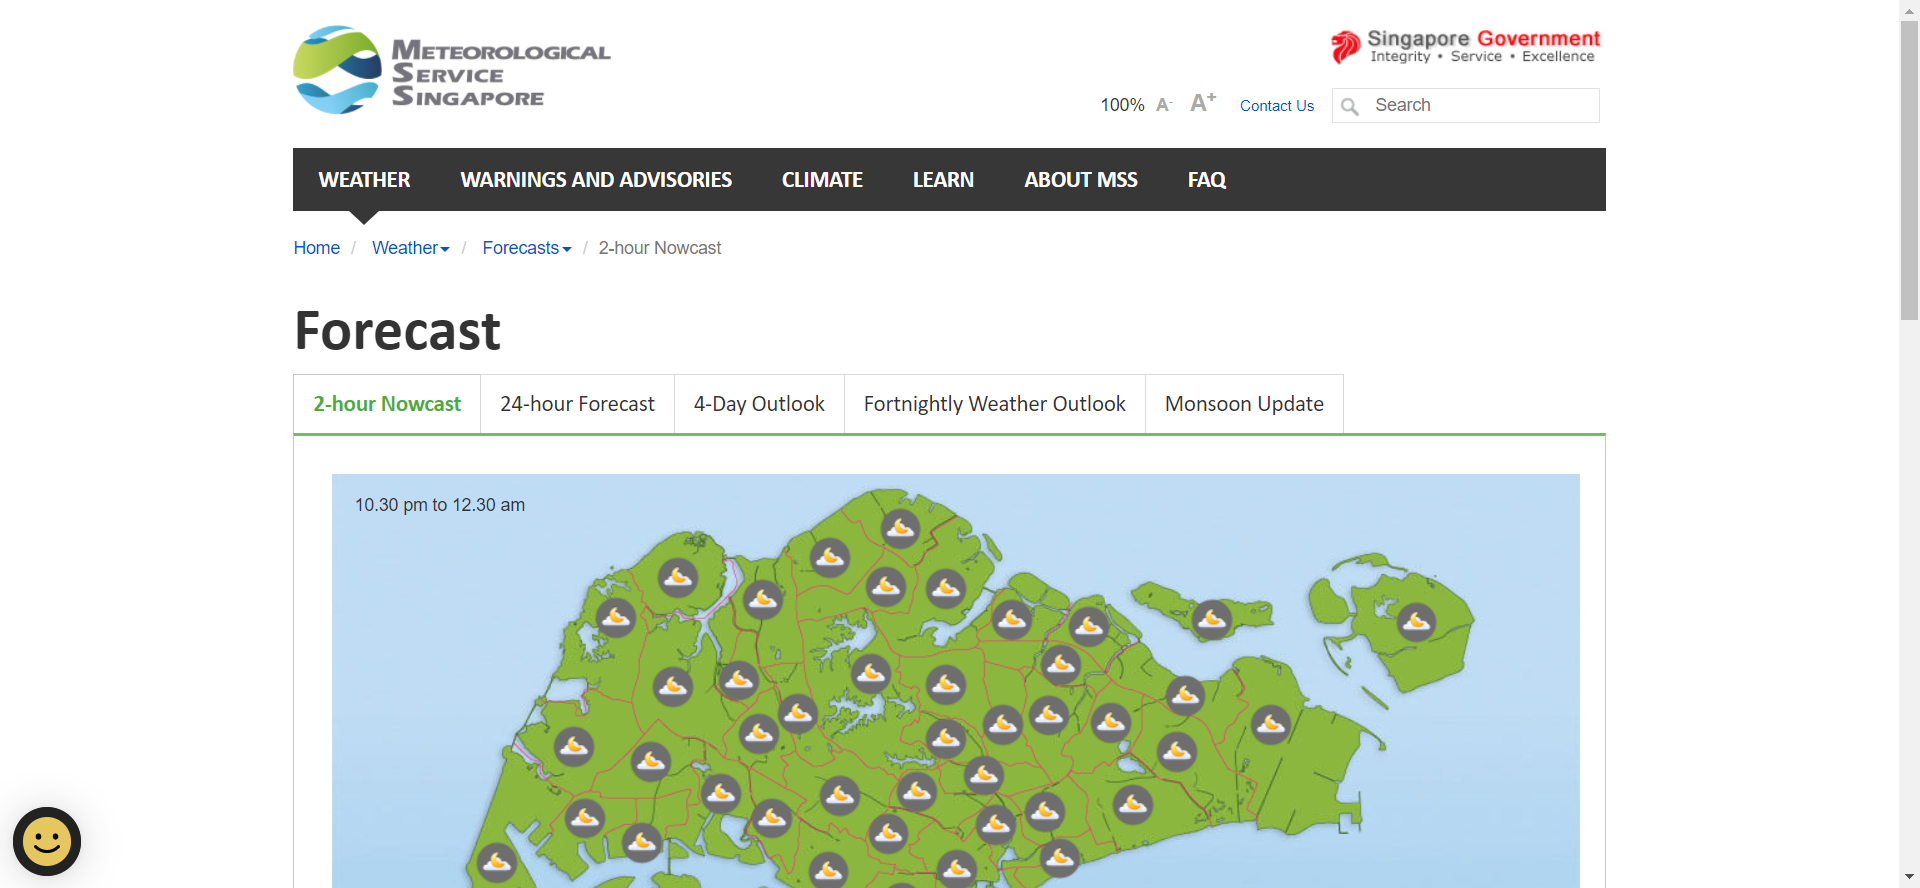 METEOROLOGICAL
SERVICE
SINGAPORE
Singapore Government
Integrity • Service • Excellence
100% A- A+ Contact Us Search
WEATHER WARNINGS AND ADVISORIES CLIMATE LEARN ABOUT MSS FAQ
Home / Weather / Forecasts / 2-hour Nowcast
Forecast
2-hour Nowcast 24-hour Forecast 4-Day Outlook Fortnightly Weather Outlook Monsoon Update
10.30 pm to 12.30 am